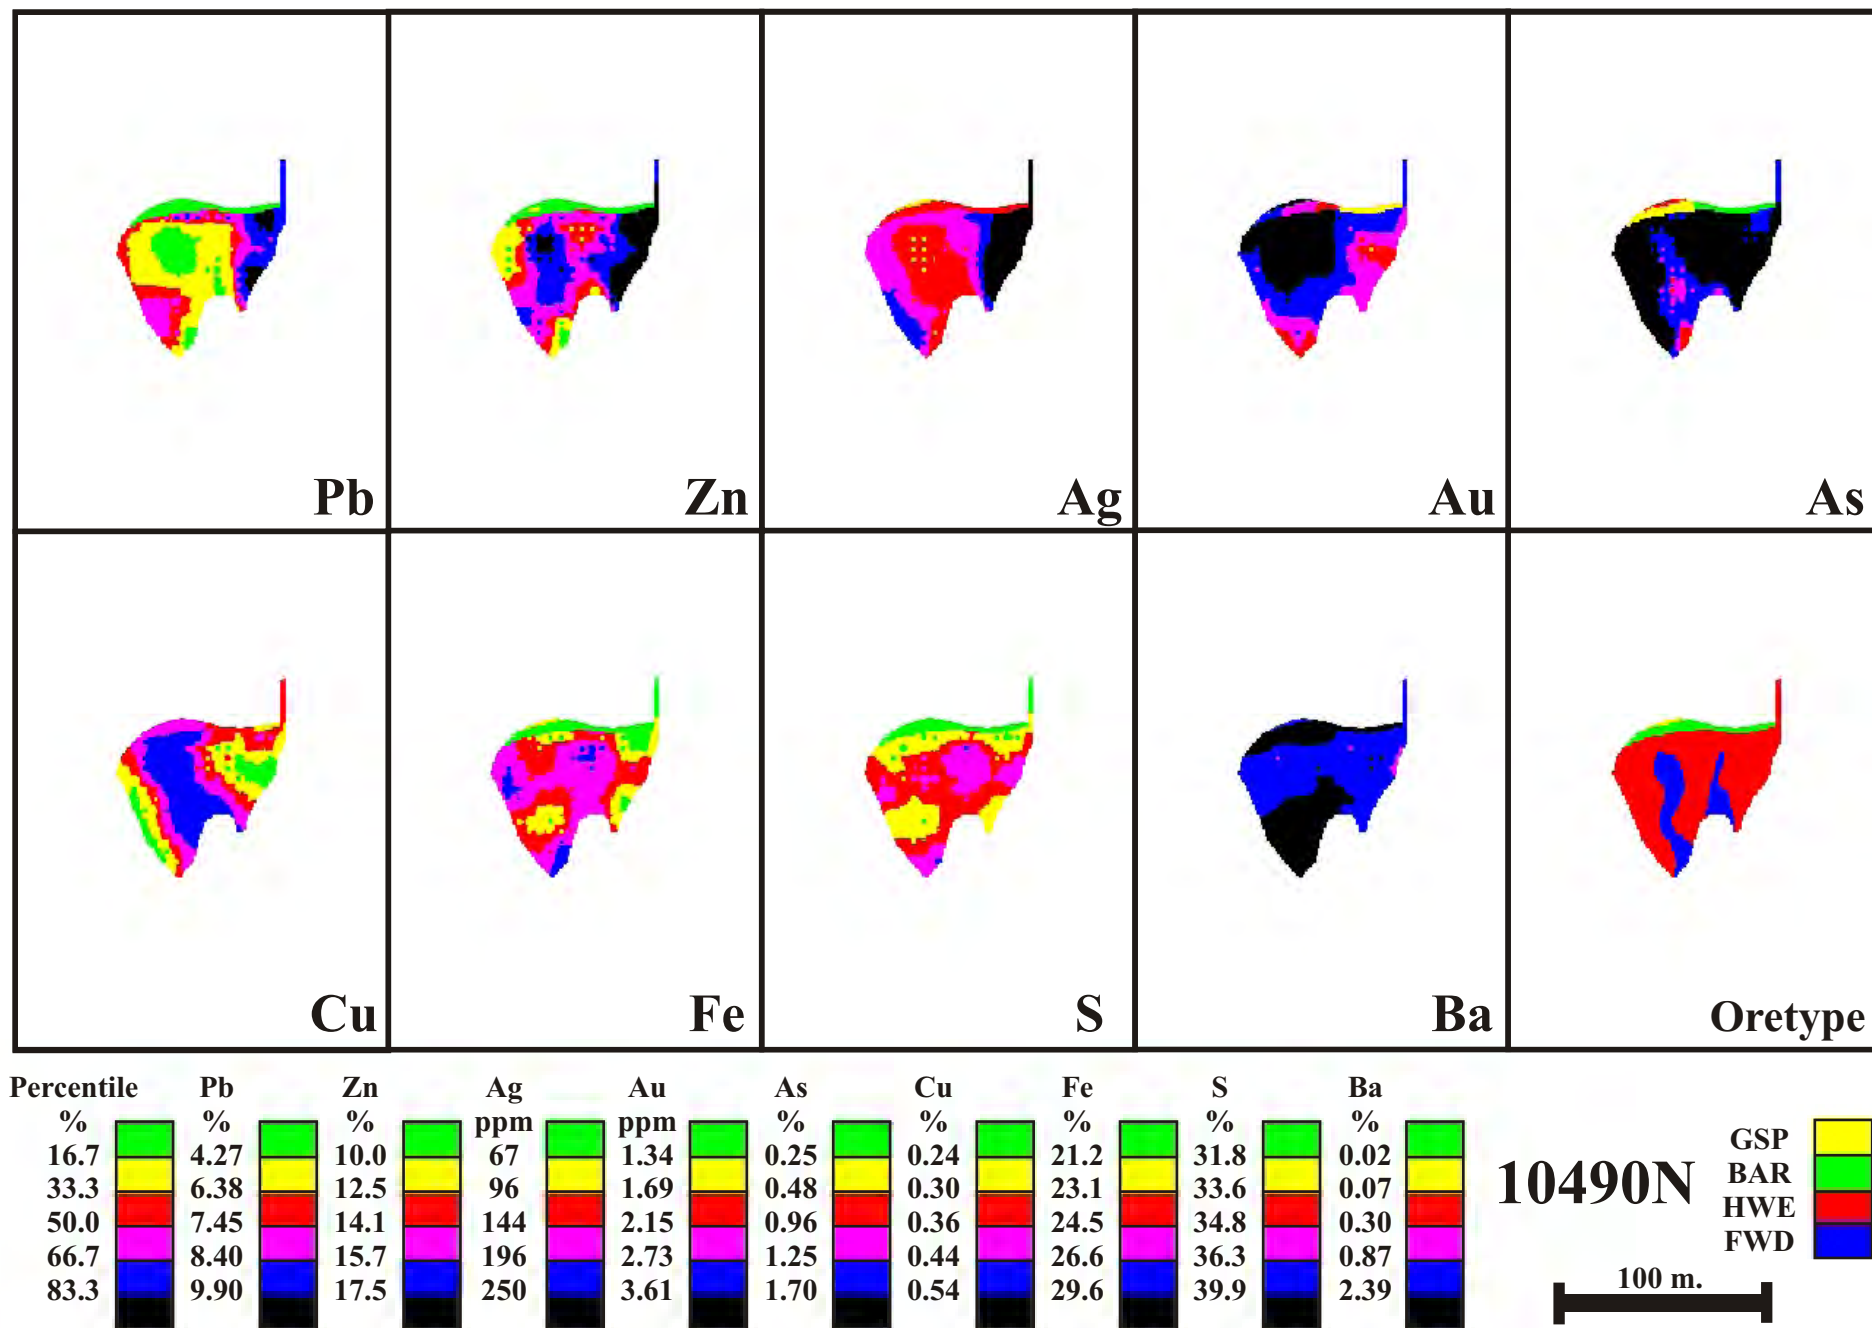 Pb Zn Ag Au As
Cu Fe S Ba Oretype
Percentile Pb Zn Ag Au As Cu Fe S Ba
% % % ppm ppm % % % % %
16.7 4.27 10.0 67 1.34 0.25 0.24 21.2 31.8 0.02
33.3 6.38 12.5 96 1.69 0.48 0.30 23.1 33.6 0.07
50.0 7.45 14.1 144 2.15 0.96 0.36 24.5 34.8 0.30
66.7 8.40 15.7 196 2.73 1.25 0.44 26.6 36.3 0.87
83.3 9.90 17.5 250 3.61 1.70 0.54 29.6 39.9 2.39
10490N
GSP
BAR
HWE
FWD
100 m.